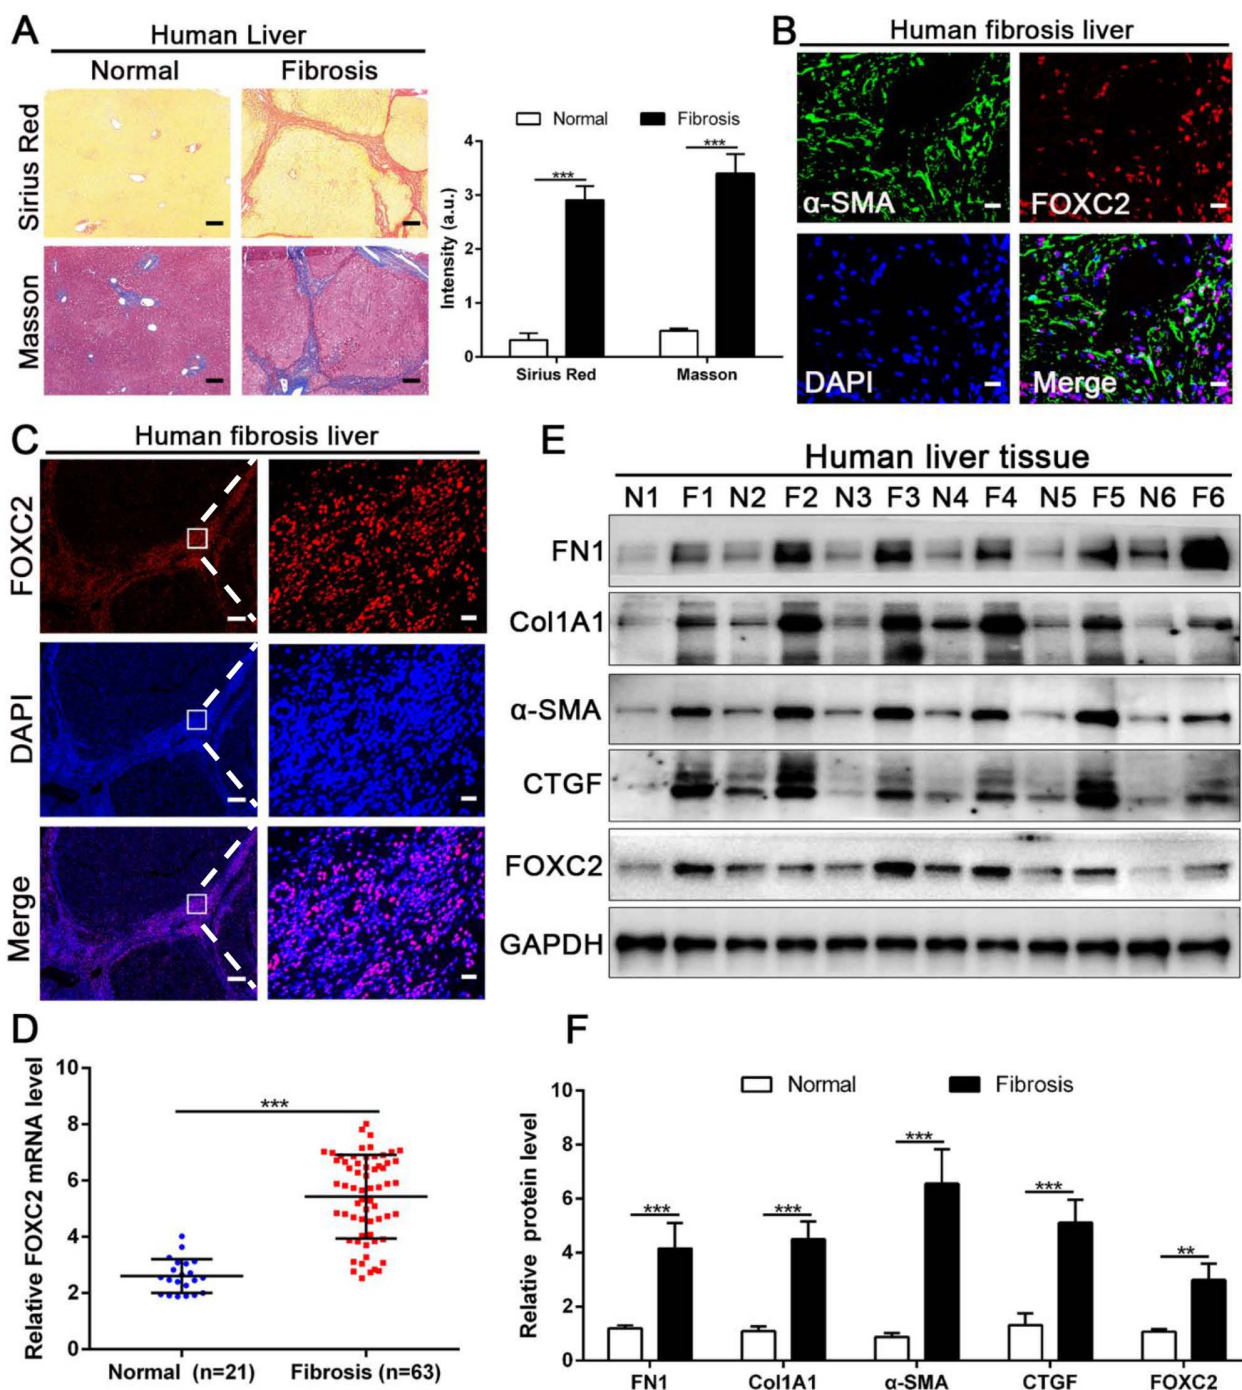 A
Human Liver
Normal
Fibrosis
Sirius Red
Masson
Normal
Fibrosis
Intensity (a.u.)
4
3
2
1
0
***
***
Sirius Red
Masson
B
Human fibrosis liver
α-SMA
FOXC2
DAPI
Merge
C
Human fibrosis liver
FOXC2
DAPI
Merge
D
Relative FOXC2 mRNA level
10
8
6
4
2
0
***
Normal (n=21)
Fibrosis (n=63)
E
Human liver tissue
N1 F1 N2 F2 N3 F3 N4 F4 N5 F5 N6 F6
FN1
Col1A1
α-SMA
CTGF
FOXC2
GAPDH
F
Normal
Fibrosis
Relative protein level
10
8
6
4
2
0
***
***
***
***
**
FN1
Col1A1
α-SMA
CTGF
FOXC2